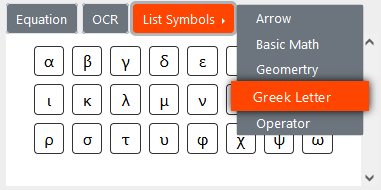 Equation OCR List Symbols ▸
Arrow
Basic Math
Geomertry
Greek Letter
Operator
α β γ δ ε
ι κ λ μ ν
ρ σ τ υ φ χ ψ ω